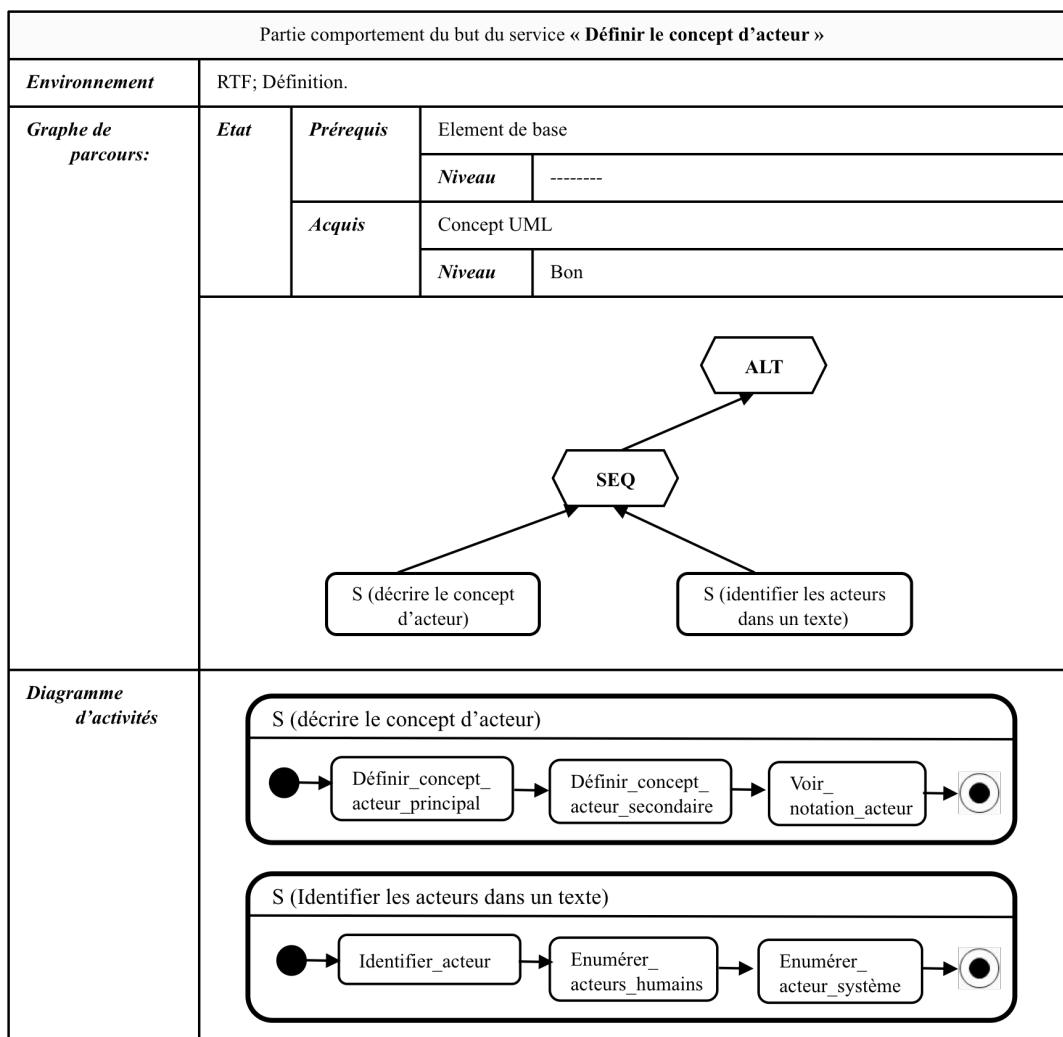 Partie comportement du but du service « Définir le concept d’acteur »
Environnement
RTF; Définition.
Graphe de
parcours:
Etat
Prérequis
Element de base
Niveau
--------
Acquis
Concept UML
Niveau
Bon
ALT
SEQ
S (décrire le concept
d’acteur)
S (identifier les acteurs
dans un texte)
Diagramme
d’activités
S (décrire le concept d’acteur)
Définir_concept_
acteur_principal
Définir_concept_
acteur_secondaire
Voir_
notation_acteur
S (Identifier les acteurs dans un texte)
Identifier_acteur
Enumérer_
acteurs_humains
Enumérer_
acteur_système